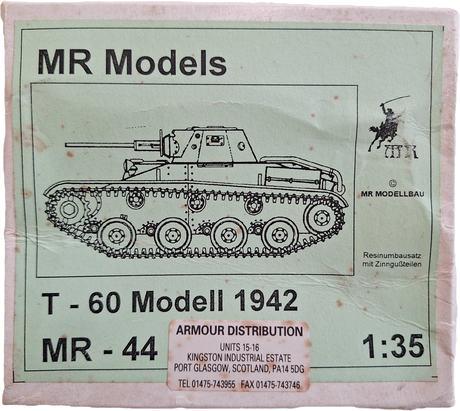 MR Models
©
MR MODELLBAU
Resinumbausatz
mit Zinngußteilen
T - 60 Modell 1942
MR - 44
1:35
ARMOUR DISTRIBUTION
UNITS 15-16
KINGSTON INDUSTRIAL ESTATE
PORT GLASGOW, SCOTLAND, PA14 5DG
TEL 01475-743955 FAX 01475-743746